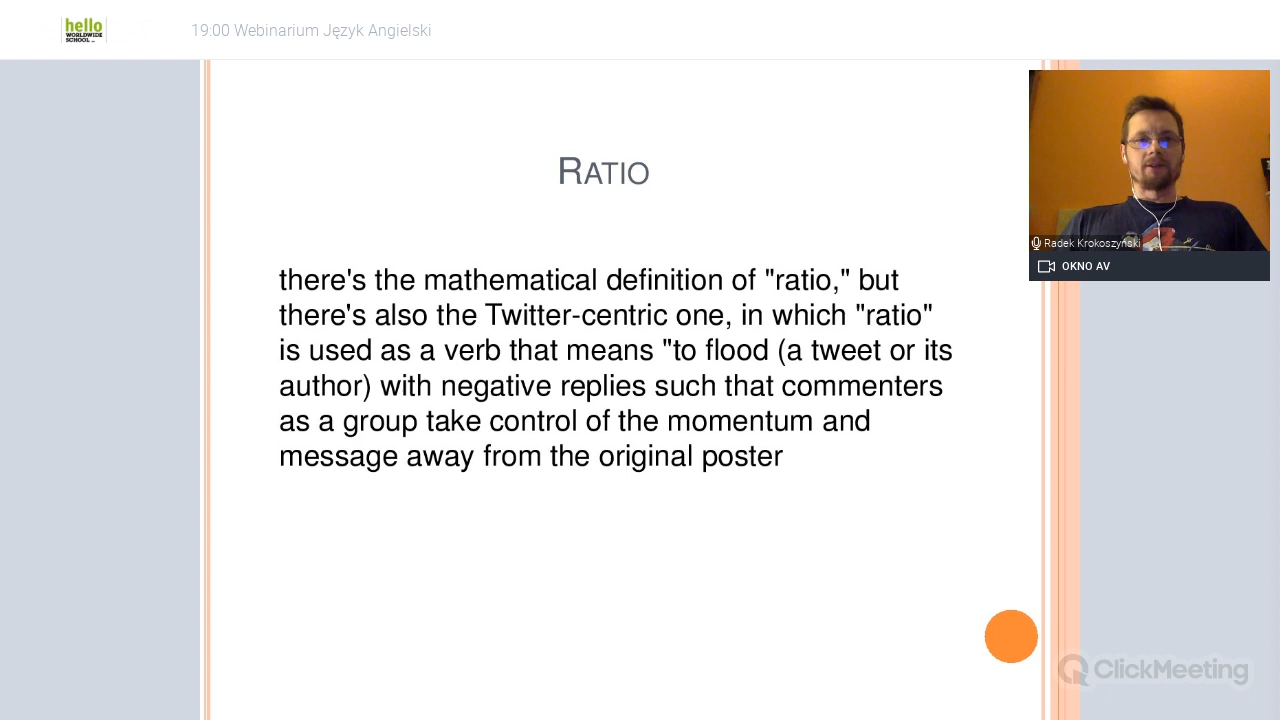 hello
WORLDWIDE
SCHOOL
19:00 Webinarium Język Angielski
RATIO
there's the mathematical definition of "ratio," but
there's also the Twitter-centric one, in which "ratio"
is used as a verb that means "to flood (a tweet or its
author) with negative replies such that commenters
as a group take control of the momentum and
message away from the original poster
Radek Krokoszyński
OKNO AV
ClickMeeting